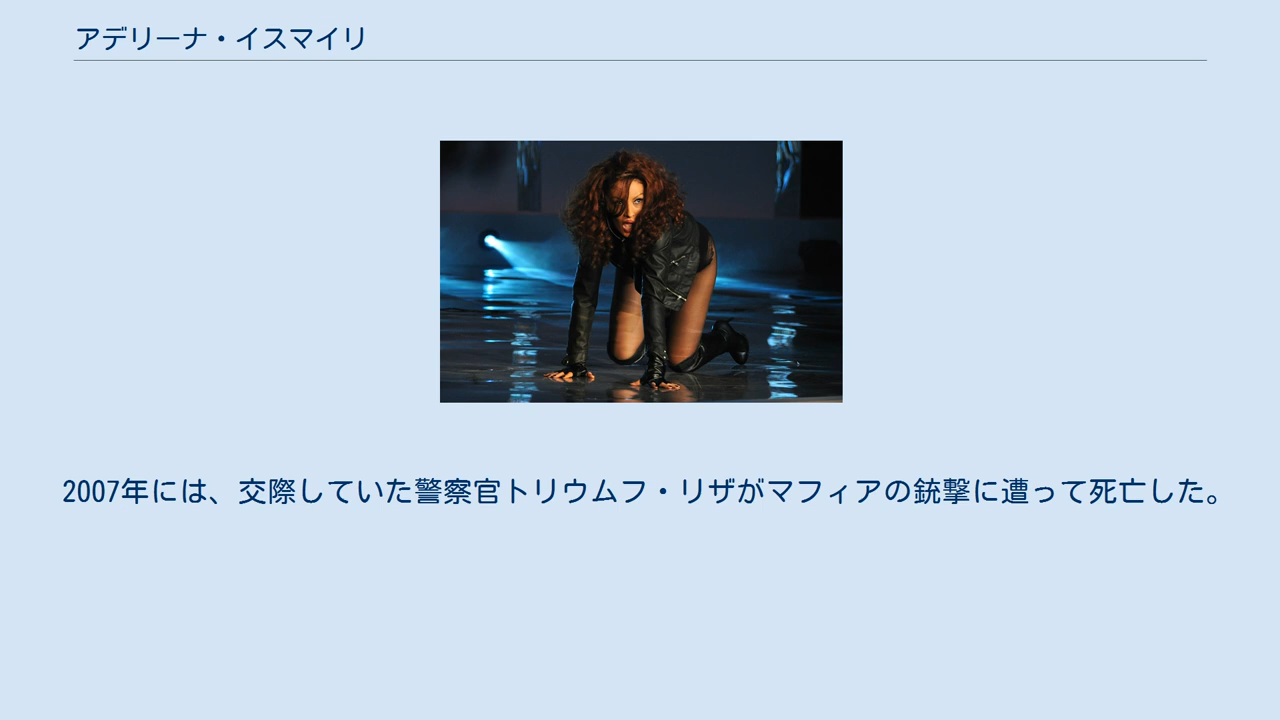 アデリーナ・イスマイリ
2007年には、交際していた警察官トリウムフ・リザがマフィアの銃撃に遭って死亡した。